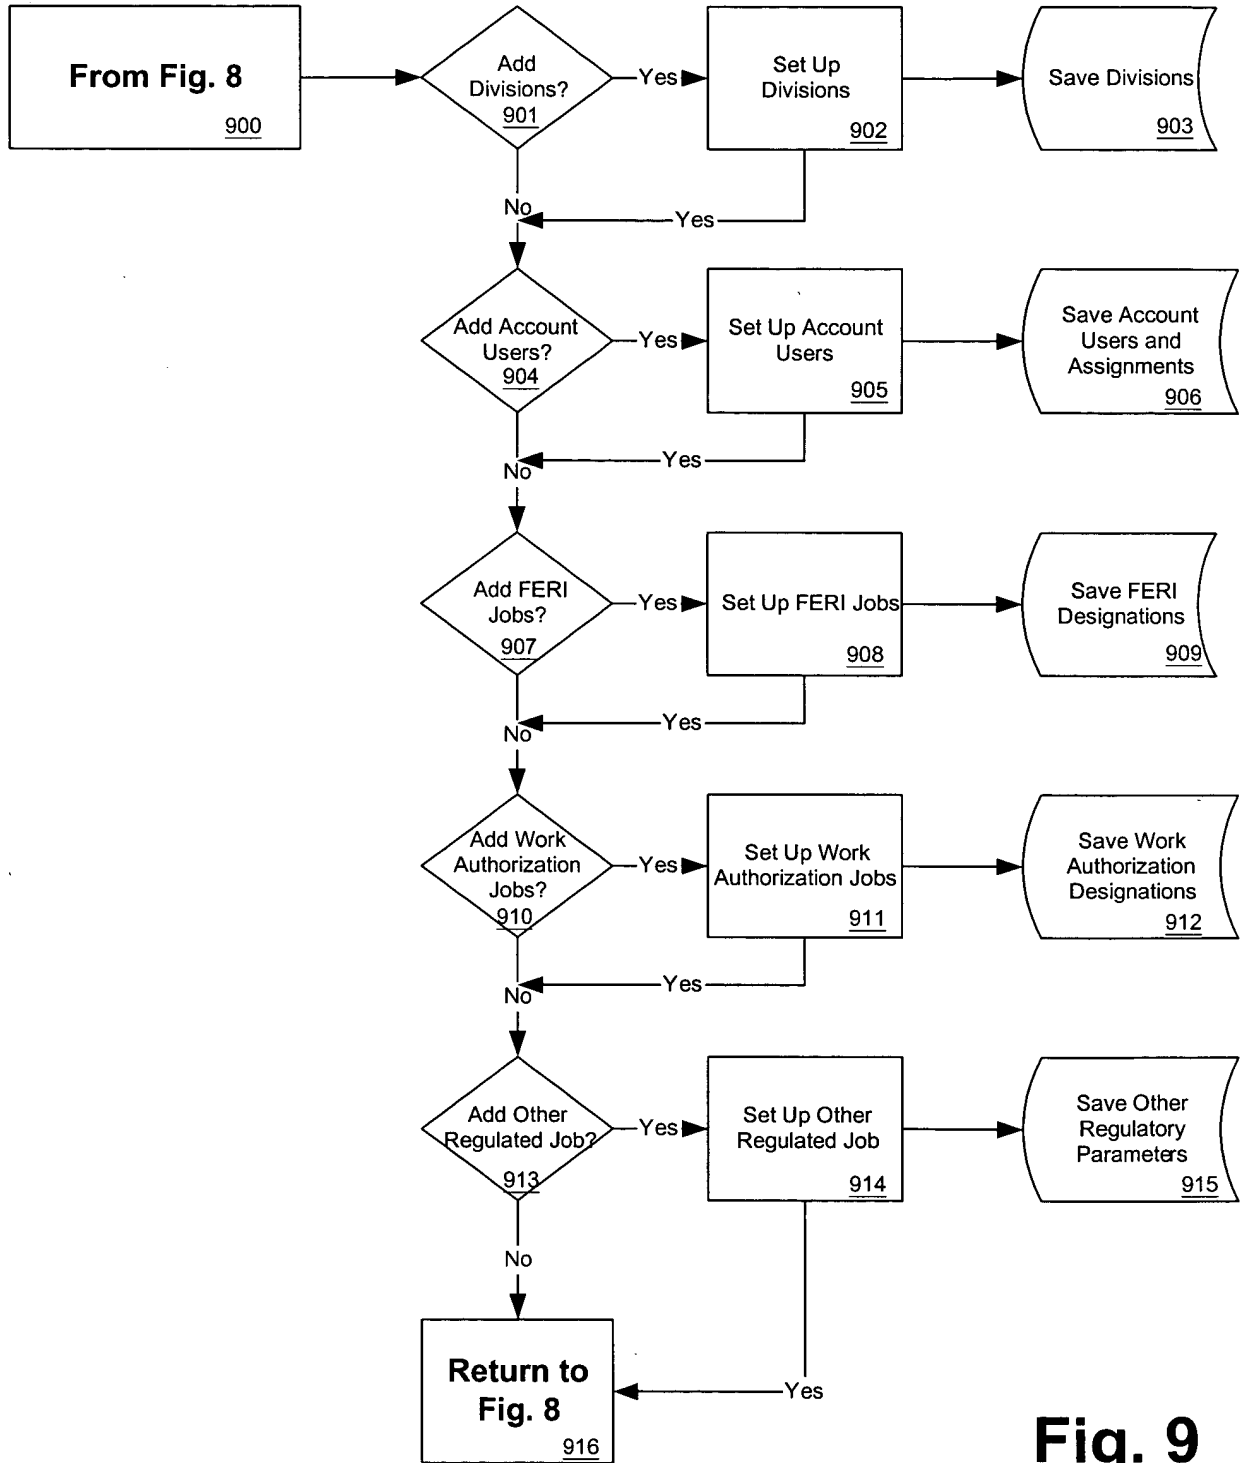 From Fig. 8
900
Add
Divisions?
901
Yes
Set Up
Divisions
902
Save Divisions
903
No
Yes
Add Account
Users?
904
Yes
Set Up Account
Users
905
Save Account
Users and
Assignments
906
No
Yes
Add FERI
Jobs?
907
Yes
Set Up FERI Jobs
908
Save FERI
Designations
909
No
Yes
Add Work
Authorization
Jobs?
910
Yes
Set Up Work
Authorization Jobs
911
Save Work
Authorization
Designations
912
No
Yes
Add Other
Regulated Job?
913
Yes
Set Up Other
Regulated Job
914
Save Other
Regulatory
Parameters
915
No
Yes
Return to
Fig. 8
916
Fig. 9